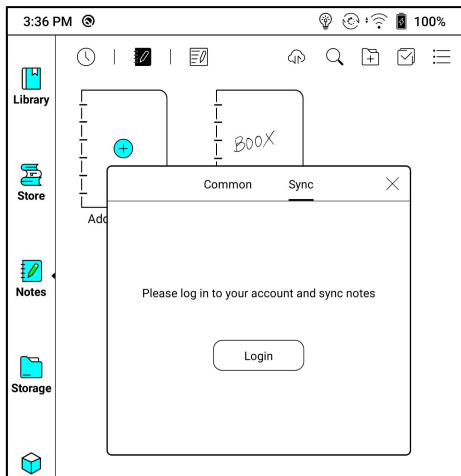 3:36 PM
100%
Library
BOOX
Store
Common
Sync
Add
Notes
Please log in to your account and sync notes
Login
Storage